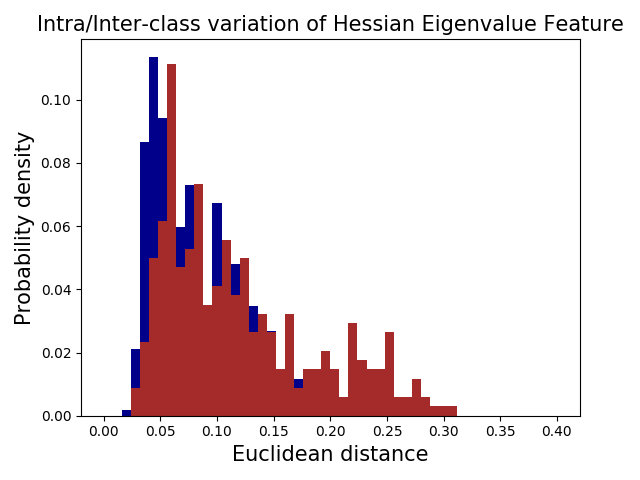 Intra/Inter-class variation of Hessian Eigenvalue Feature
Probability density
0.10
0.08
0.06
0.04
0.02
0.00
0.00 0.05 0.10 0.15 0.20 0.25 0.30 0.35 0.40
Euclidean distance